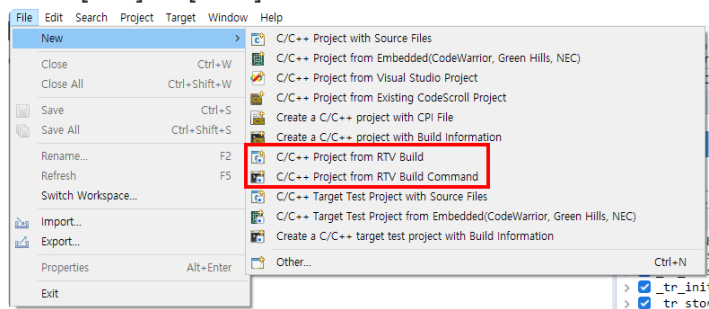 File Edit Search Project Target Window Help
New
Close Ctrl+W
Close All Ctrl+Shift+W
Save Ctrl+S
Save All Ctrl+Shift+S
Rename... F2
Refresh F5
Switch Workspace...
Import...
Export...
Properties Alt+Enter
Exit
C/C++ Project with Source Files
C/C++ Project from Embedded(CodeWarrior, Green Hills, NEC)
C/C++ Project from Visual Studio Project
C/C++ Project from Existing CodeScroll Project
Create a C/C++ project with CPI File
Create a C/C++ project with Build Information
C/C++ Project from RTV Build
C/C++ Project from RTV Build Command
C/C++ Target Test Project with Source Files
C/C++ Target Test Project from Embedded(CodeWarrior, Green Hills, NEC)
Create a C/C++ target test project with Build Information
Other... Ctrl+N